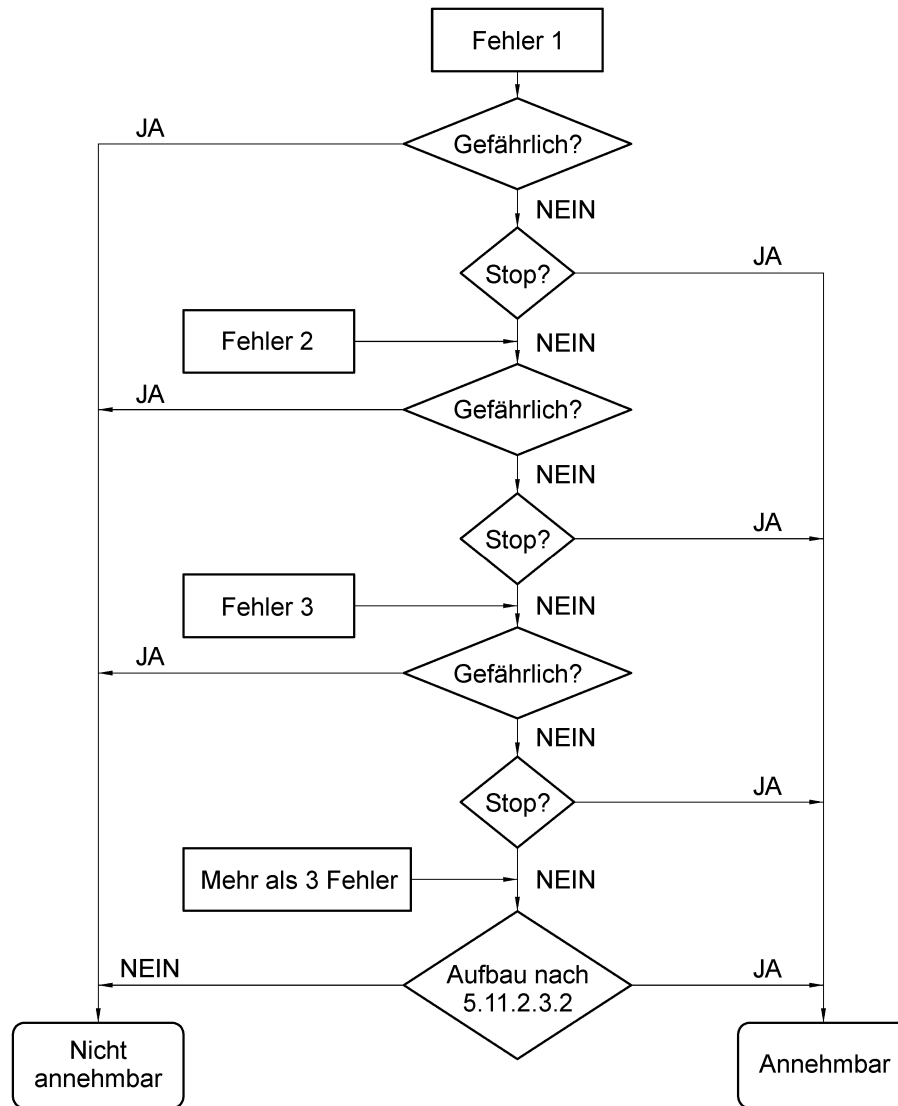 Fehler 1
JA
Gefährlich?
NEIN
JA
Stop?
Fehler 2
NEIN
JA
Gefährlich?
NEIN
JA
Stop?
Fehler 3
NEIN
JA
Gefährlich?
NEIN
JA
Stop?
Mehr als 3 Fehler
NEIN
NEIN
Aufbau nach
5.11.2.3.2
JA
Nicht
annehmbar
Annehmbar